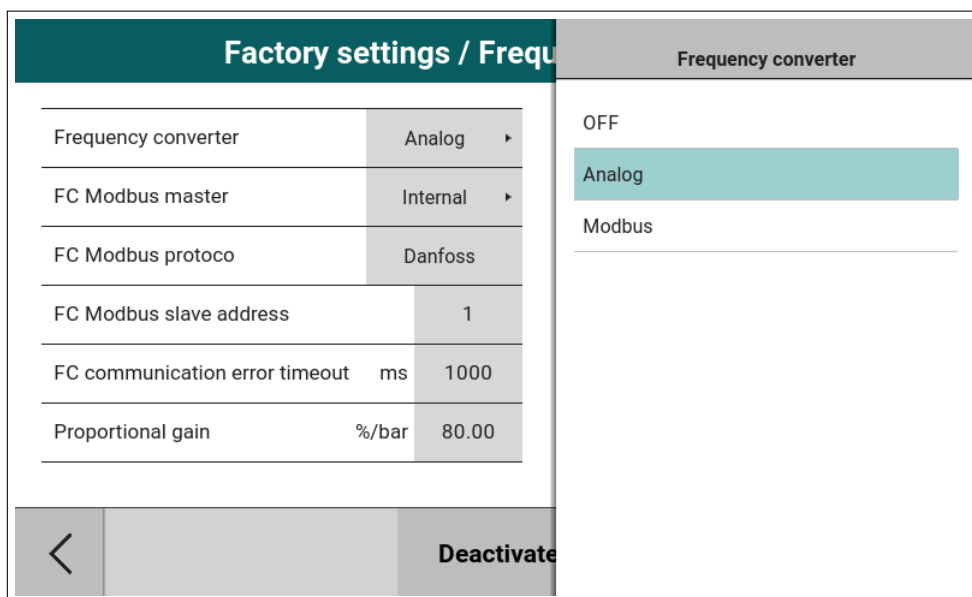 Factory settings / Frequ
Frequency converter Analog
FC Modbus master Internal
FC Modbus protoco Danfoss
FC Modbus slave address 1
FC communication error timeout ms 1000
Proportional gain %/bar 80.00
Deactivate
Frequency converter
OFF
Analog
Modbus